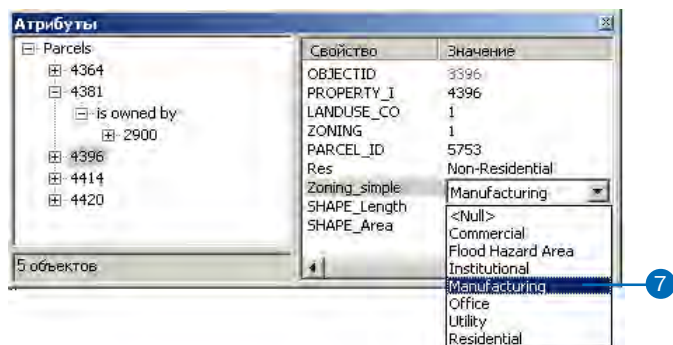 Атрибуты
Parcels
4364
4381
is owned by
2900
4396
4414
4420
5 объектов
Свойство Значение
OBJECTID 3396
PROPERTY_I 4396
LANDUSE_CO 1
ZONING 1
PARCEL_ID 5753
Res Non-Residential
Zoning_simple Manufacturing
SHAPE_Length
SHAPE_Area
<Null>
Commercial
Flood Hazard Area
Institutional
Manufacturing
Office
Utility
Residential
7